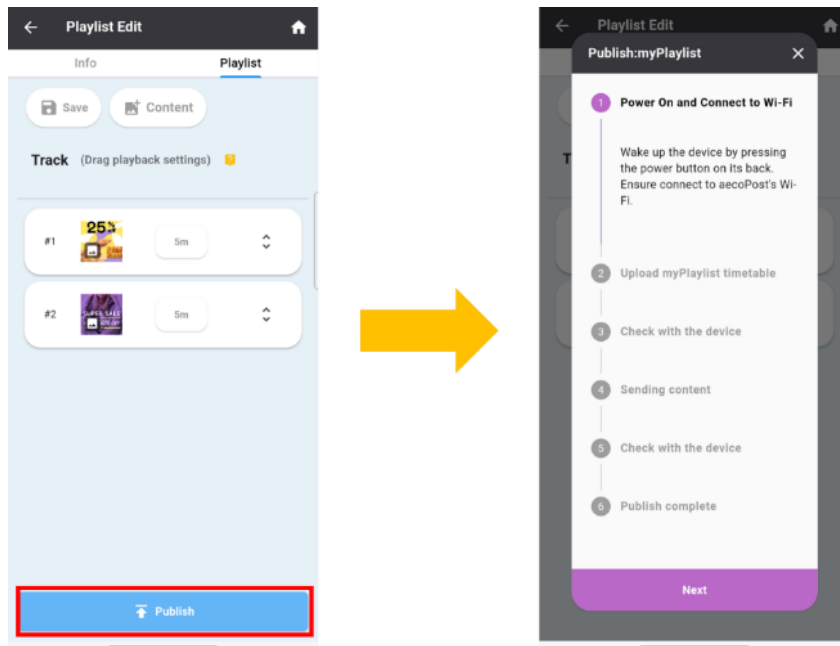 Playlist Edit
Info
Playlist
Save
Content
Track (Drag playback settings)
#1
25%
5m
#2
SUPER SALE
5m
Publish
Playlist Edit
Publish:myPlaylist
1 Power On and Connect to Wi-Fi
Wake up the device by pressing
the power button on its back.
Ensure connect to aecoPost's Wi-
Fi.
2 Upload myPlaylist timetable
3 Check with the device
4 Sending content
5 Check with the device
6 Publish complete
Next
T